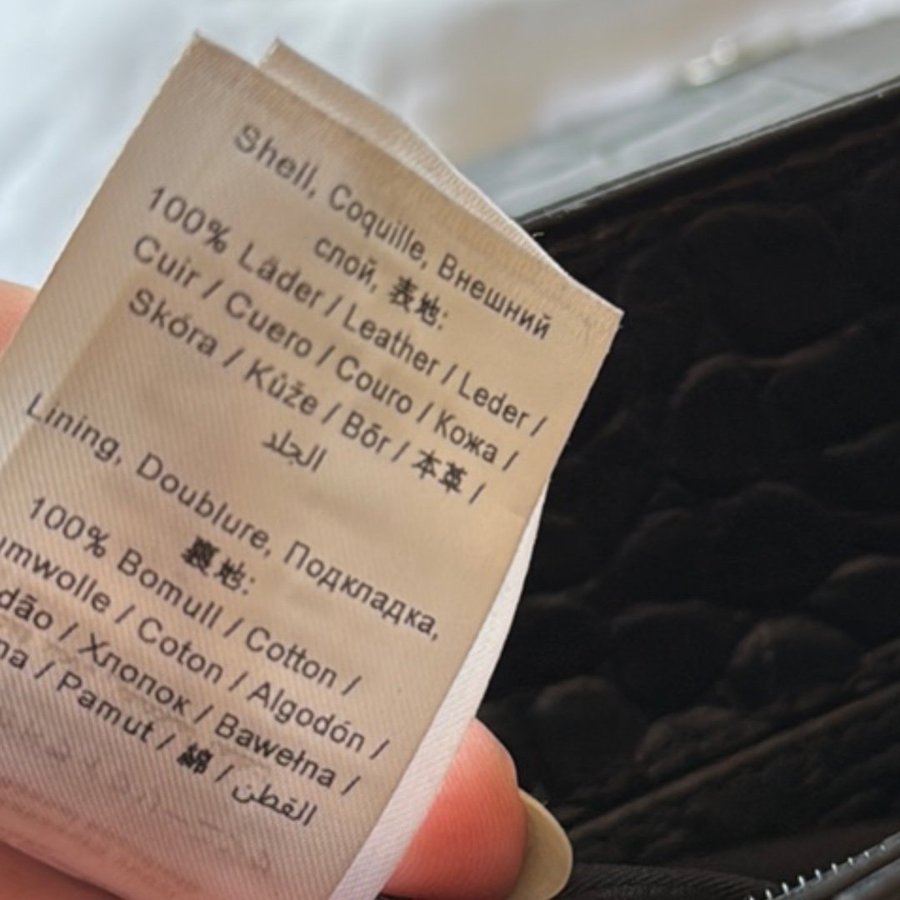 Shell, Coquille, Внешний
слой, 表地:
100% Läder / Leather / Leder /
Cuir / Cuero / Couro / Кожа /
Skóra / Kůže / Bőr / 本革 /
الجلد
Lining, Doublure, Подкладка,
裏地:
100% Bomull / Cotton /
umwolle / Coton / Algodón /
dão / Хлопок / Bawełna /
na / Pamut / 綿 / القطن